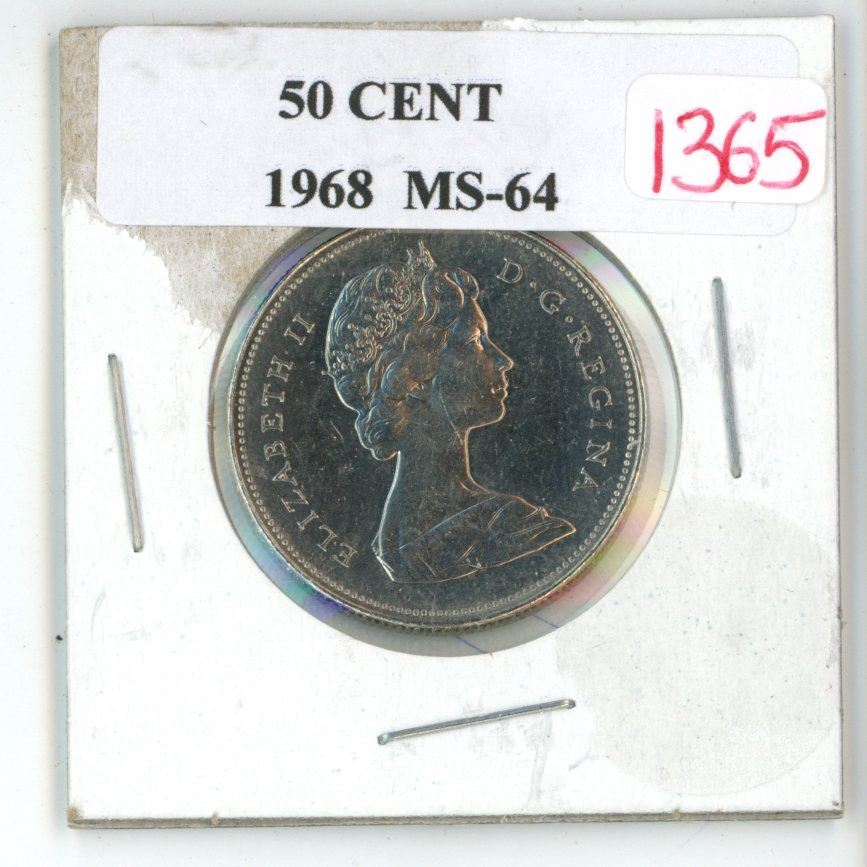 50 CENT
1968 MS-64
1365
ELIZABETH II D·G·REGINA